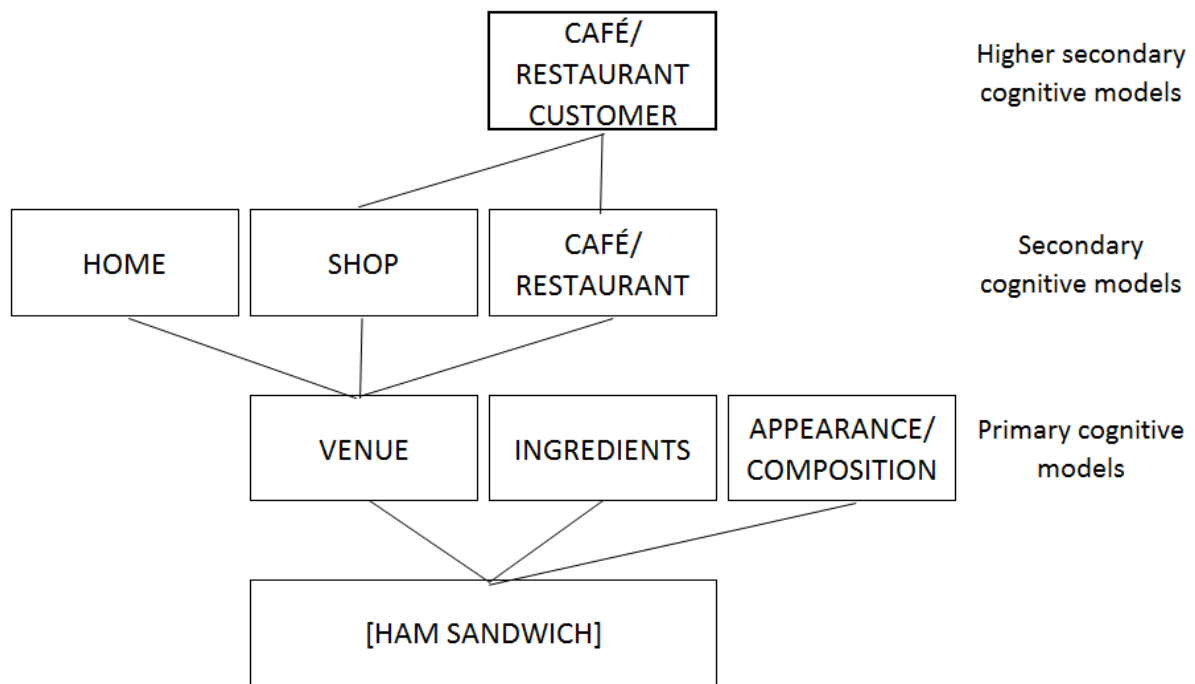 CAFÉ/
RESTAURANT
CUSTOMER
Higher secondary
cognitive models
HOME
SHOP
CAFÉ/
RESTAURANT
Secondary
cognitive models
VENUE
INGREDIENTS
APPEARANCE/
COMPOSITION
Primary cognitive
models
[HAM SANDWICH]